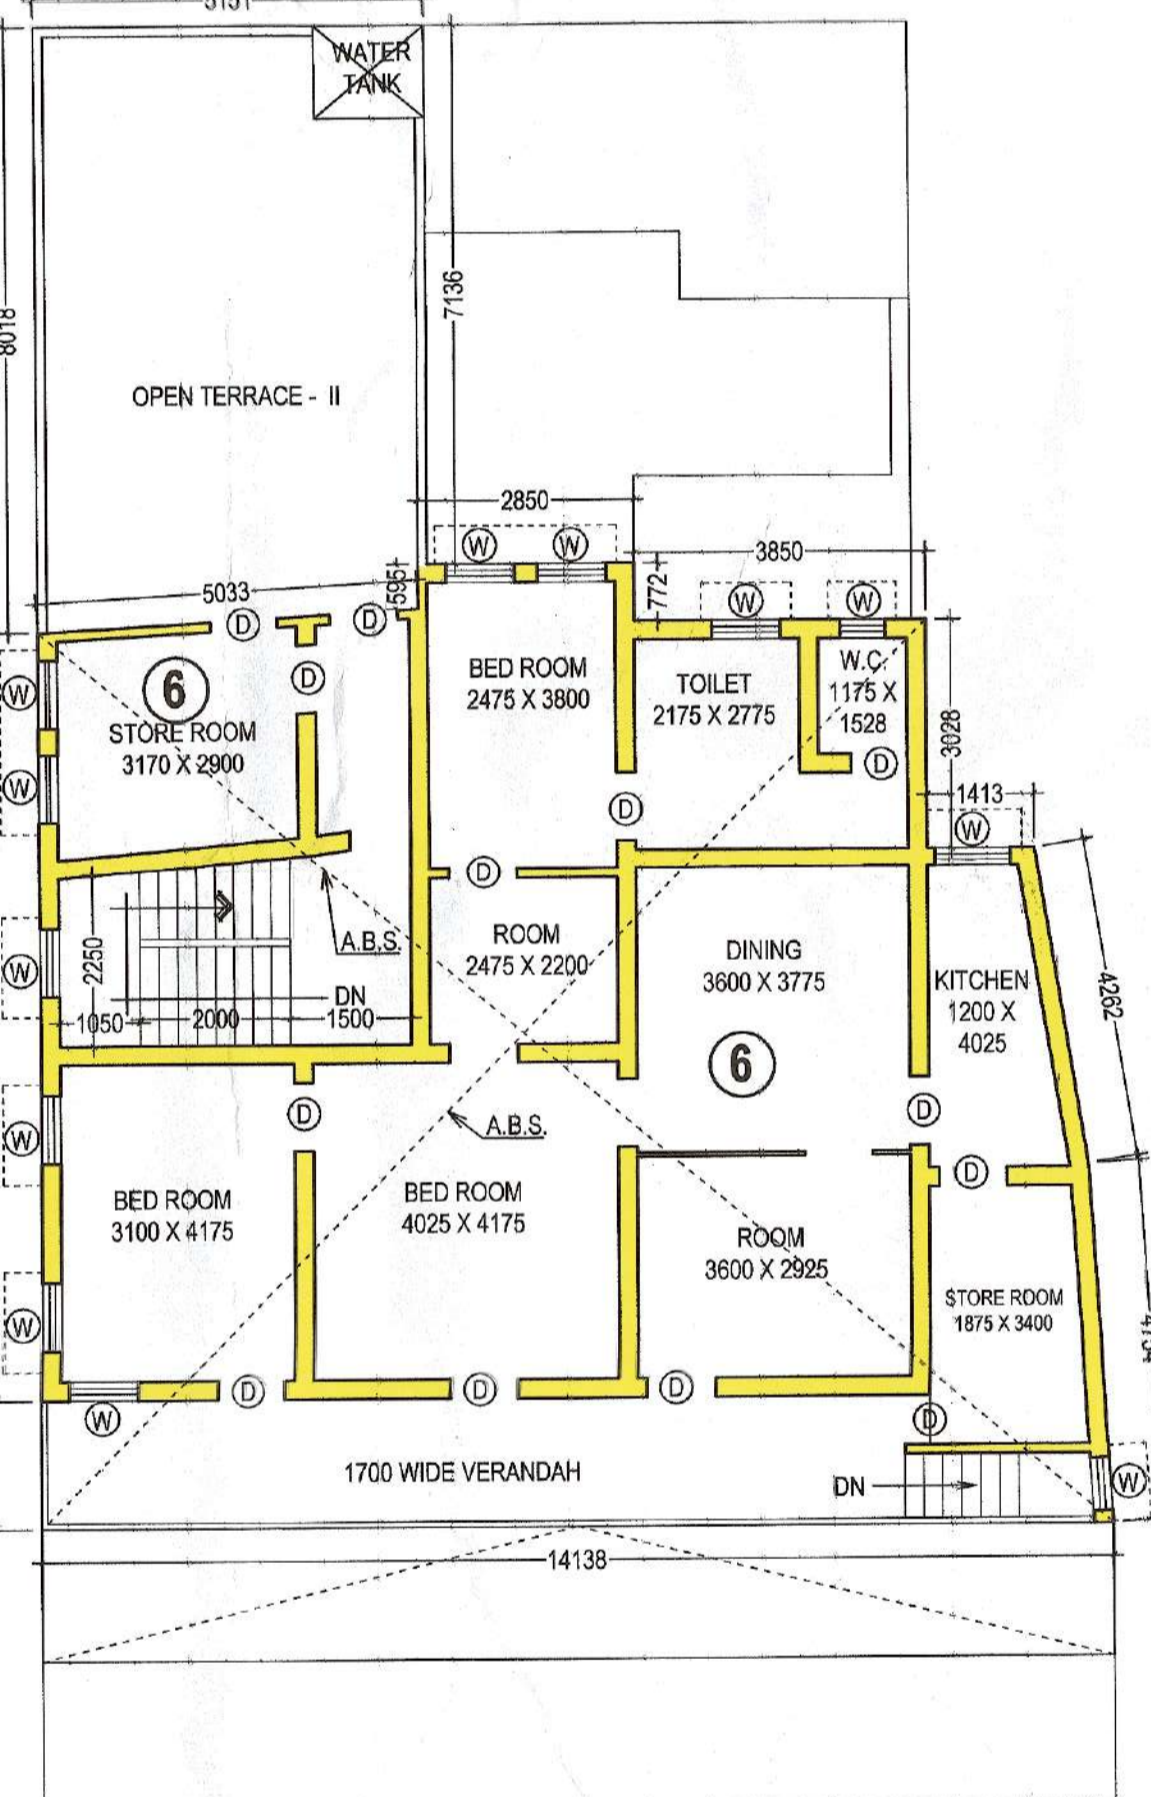 5151
WATER
TANK
8018
7136
OPEN TERRACE - II
2850
3850
5033
595
772
D
D
W
W
W
W
W
6
STORE ROOM
3170 X 2900
D
BED ROOM
2475 X 3800
TOILET
2175 X 2775
W.C.
1175 X
1528
D
3028
1413
W
W
D
D
ROOM
2475 X 2200
DINING
3600 X 3775
KITCHEN
1200 X
4025
4262
W
2250
A.B.S.
DN
1050
2000
1500
6
D
D
W
A.B.S.
D
BED ROOM
3100 X 4175
BED ROOM
4025 X 4175
ROOM
3600 X 2925
STORE ROOM
1875 X 3400
W
W
D
D
D
D
1700 WIDE VERANDAH
DN
W
14138